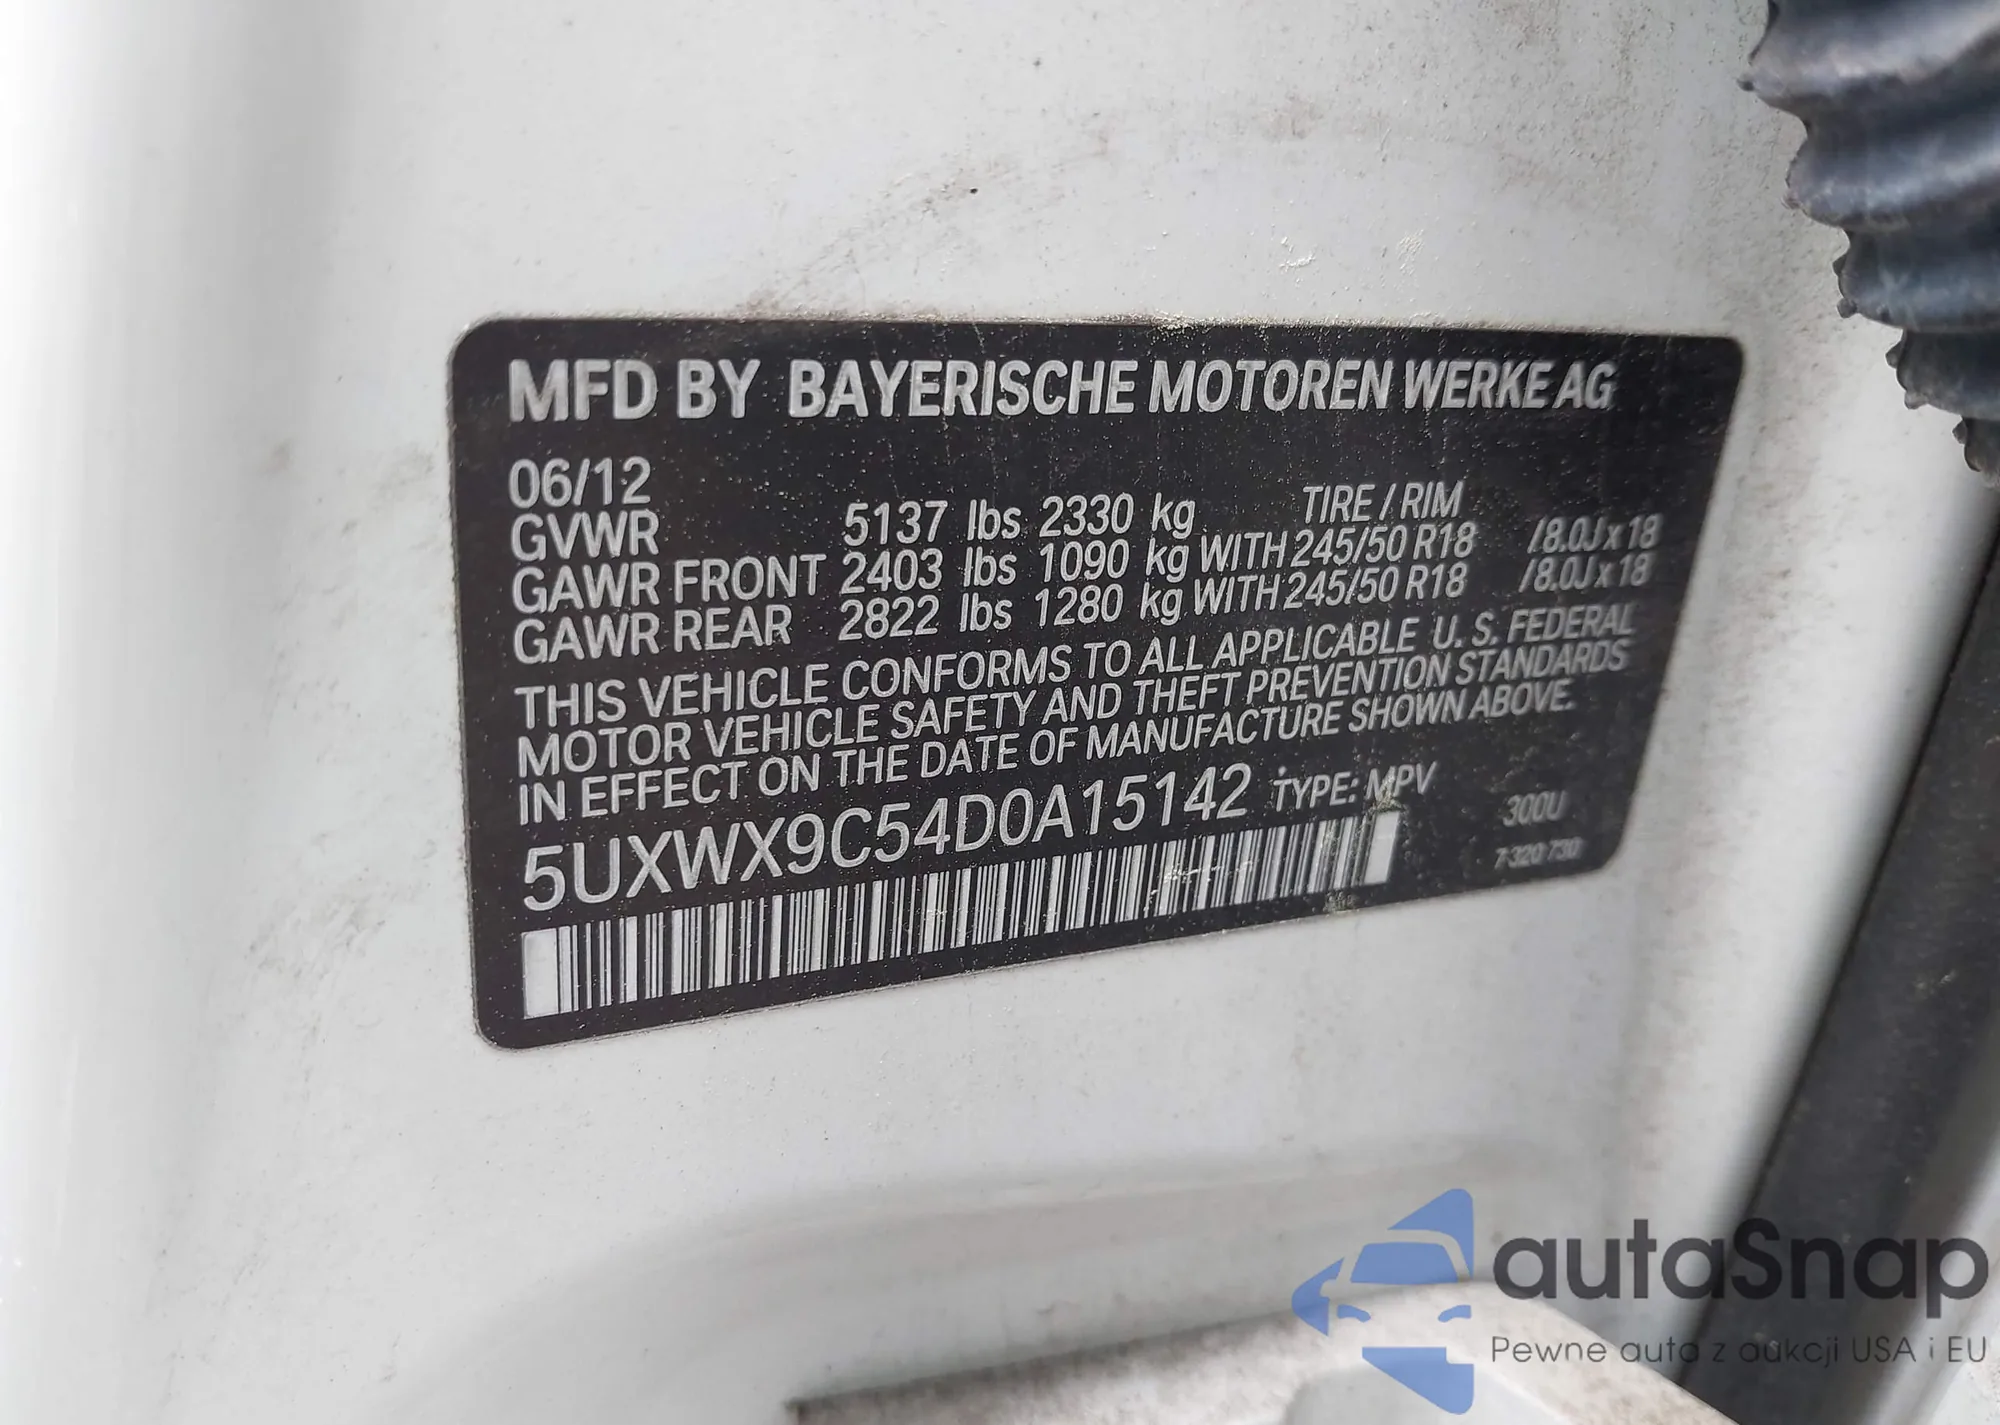 MFD BY BAYERISCHE MOTOREN WERKE AG
06/12 TIRE / RIM
GVWR 5137 lbs 2330 kg
GAWR FRONT 2403 lbs 1090 kg WITH 245/50 R18 /8.0J x 18
GAWR REAR 2822 lbs 1280 kg WITH 245/50 R18 /8.0J x 18
THIS VEHICLE CONFORMS TO ALL APPLICABLE U. S. FEDERAL
MOTOR VEHICLE SAFETY AND THEFT PREVENTION STANDARDS
IN EFFECT ON THE DATE OF MANUFACTURE SHOWN ABOVE.
5UXWX9C54D0A15142 TYPE: MPV
300U
7 320 730
autaSnap
Pewne auta z aukcji USA i EU